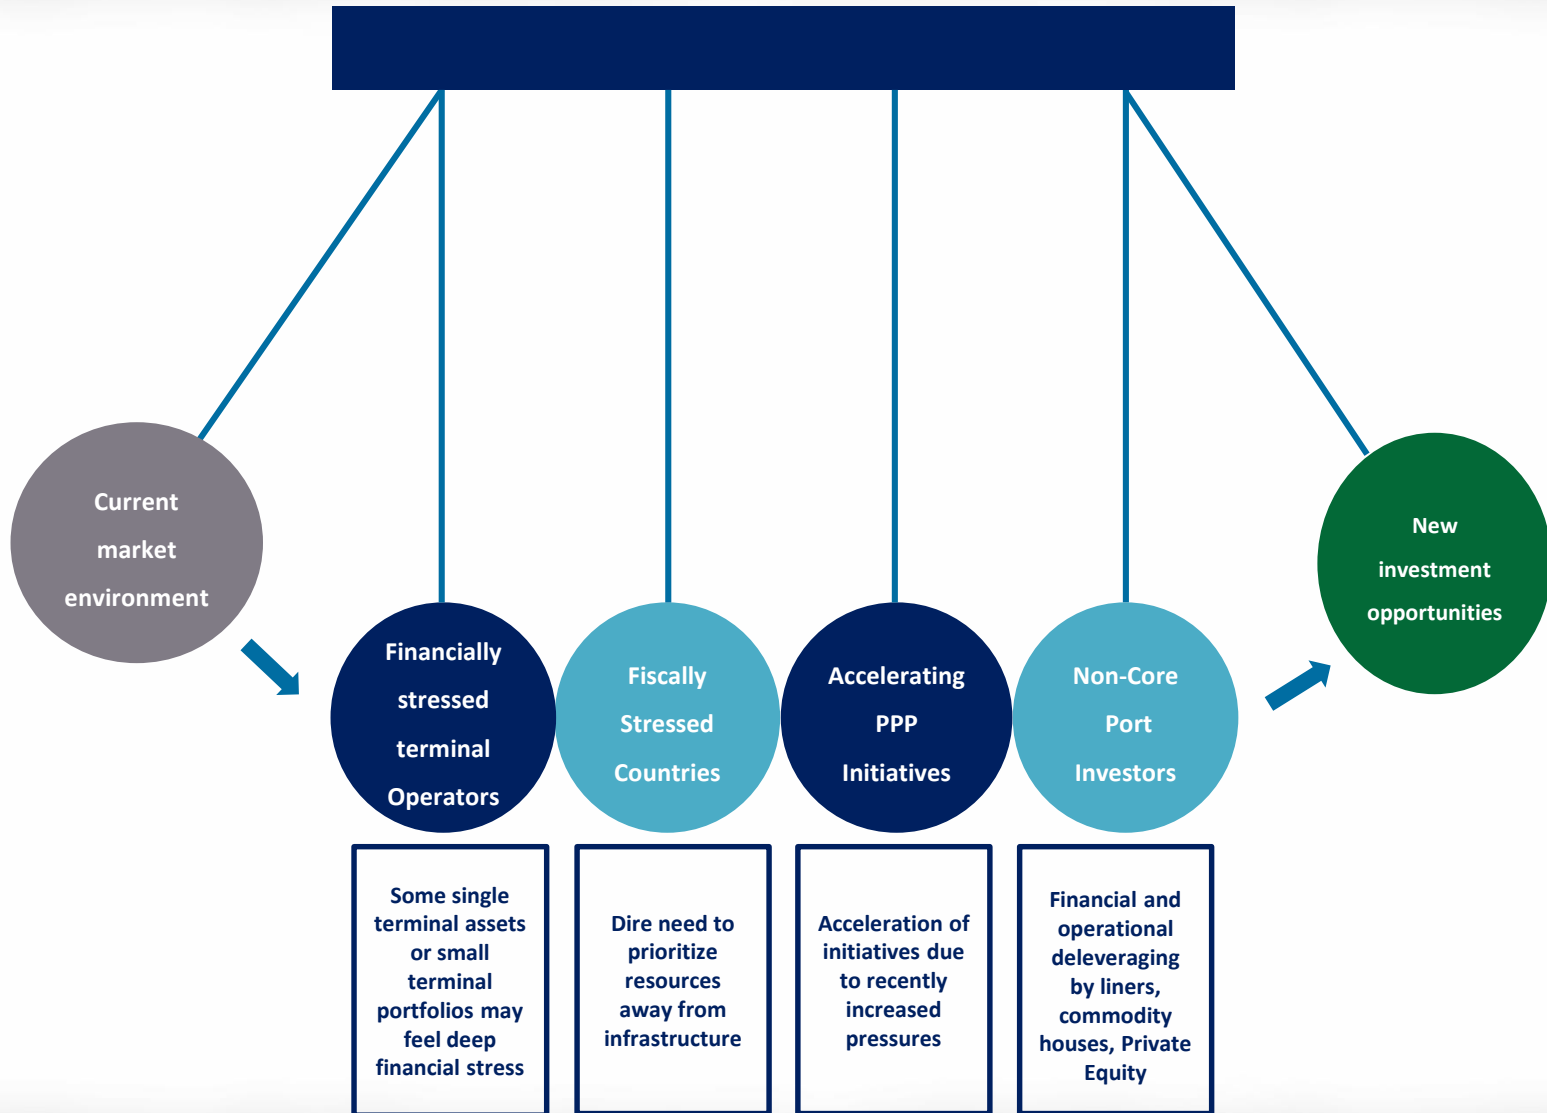 Current
market
environment
Financially
stressed
terminal
Operators
Fiscally
Stressed
Countries
Accelerating
PPP
Initiatives
Non-Core
Port
Investors
New
investment
opportunities
Some single
terminal assets
or small
terminal
portfolios may
feel deep
financial stress
Dire need to
prioritize
resources
away from
infrastructure
Acceleration of
initiatives due
to recently
increased
pressures
Financial and
operational
deleveraging
by liners,
commodity
houses, Private
Equity